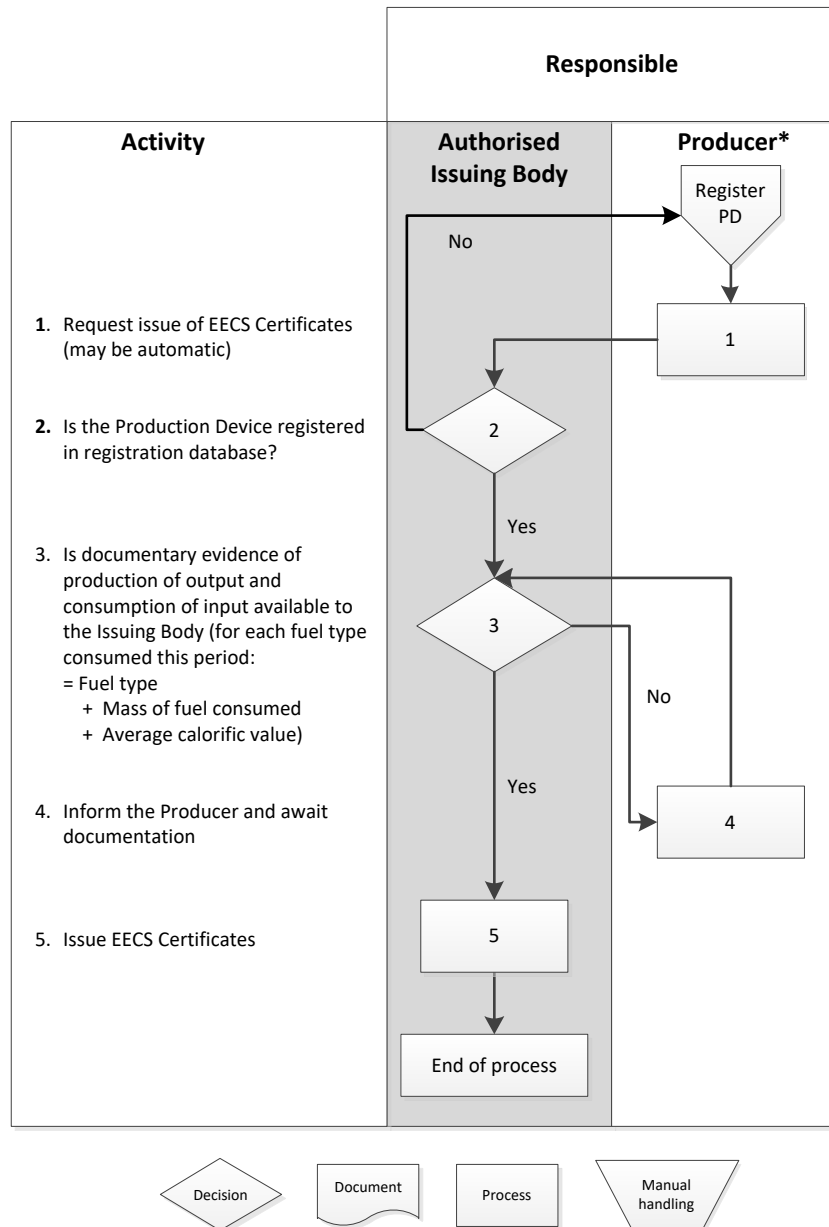 Responsible
Activity
Authorised
Issuing Body
Producer*
Register
PD
No
1. Request issue of EECS Certificates
(may be automatic)
1
2. Is the Production Device registered
in registration database?
2
Yes
3. Is documentary evidence of
production of output and
consumption of input available to
the Issuing Body (for each fuel type
consumed this period:
= Fuel type
+ Mass of fuel consumed
+ Average calorific value)
3
No
Yes
4. Inform the Producer and await
documentation
4
5. Issue EECS Certificates
5
End of process
Decision
Document
Process
Manual
handling